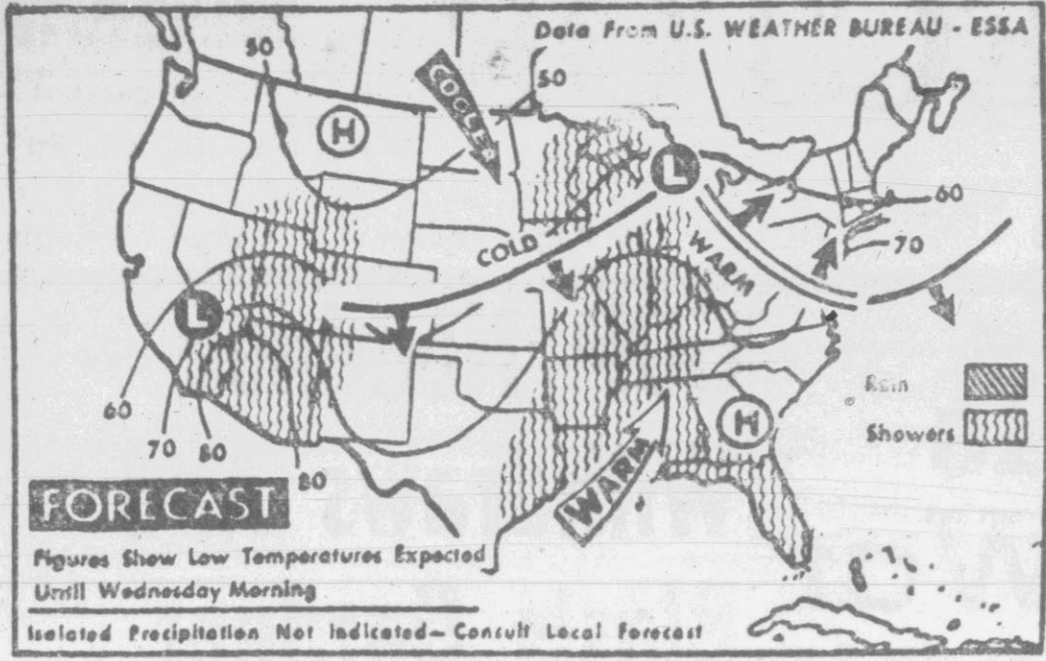 Data From U.S. WEATHER BUREAU - ESSA
50
50
COOLER
H
L
60
COLD
WARM
70
L
Rain
H
Showers
60
70
80
WARM
80
FORECAST
Figures Show Low Temperatures Expected
Until Wednesday Morning
Isolated Precipitation Not Indicated— Consult Local Forecast